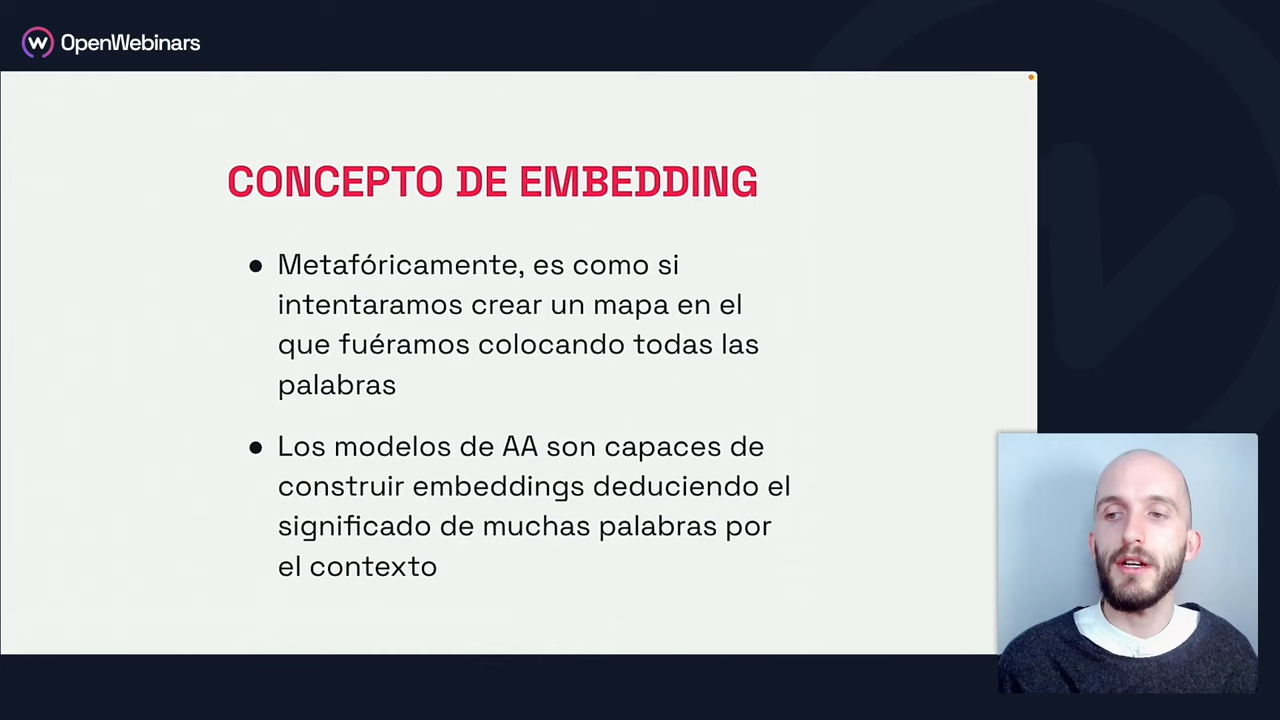 OpenWebinars
CONCEPTO DE EMBEDDING
● Metafóricamente, es como si
intentaramos crear un mapa en el
que fuéramos colocando todas las
palabras
● Los modelos de AA son capaces de
construir embeddings deduciendo el
significado de muchas palabras por
el contexto